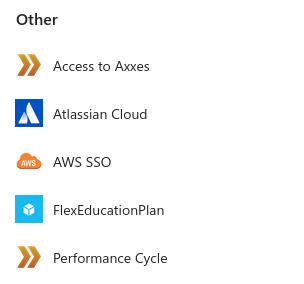 Other
Access to Axxes
Atlassian Cloud
AWS
AWS SSO
FlexEducationPlan
Performance Cycle